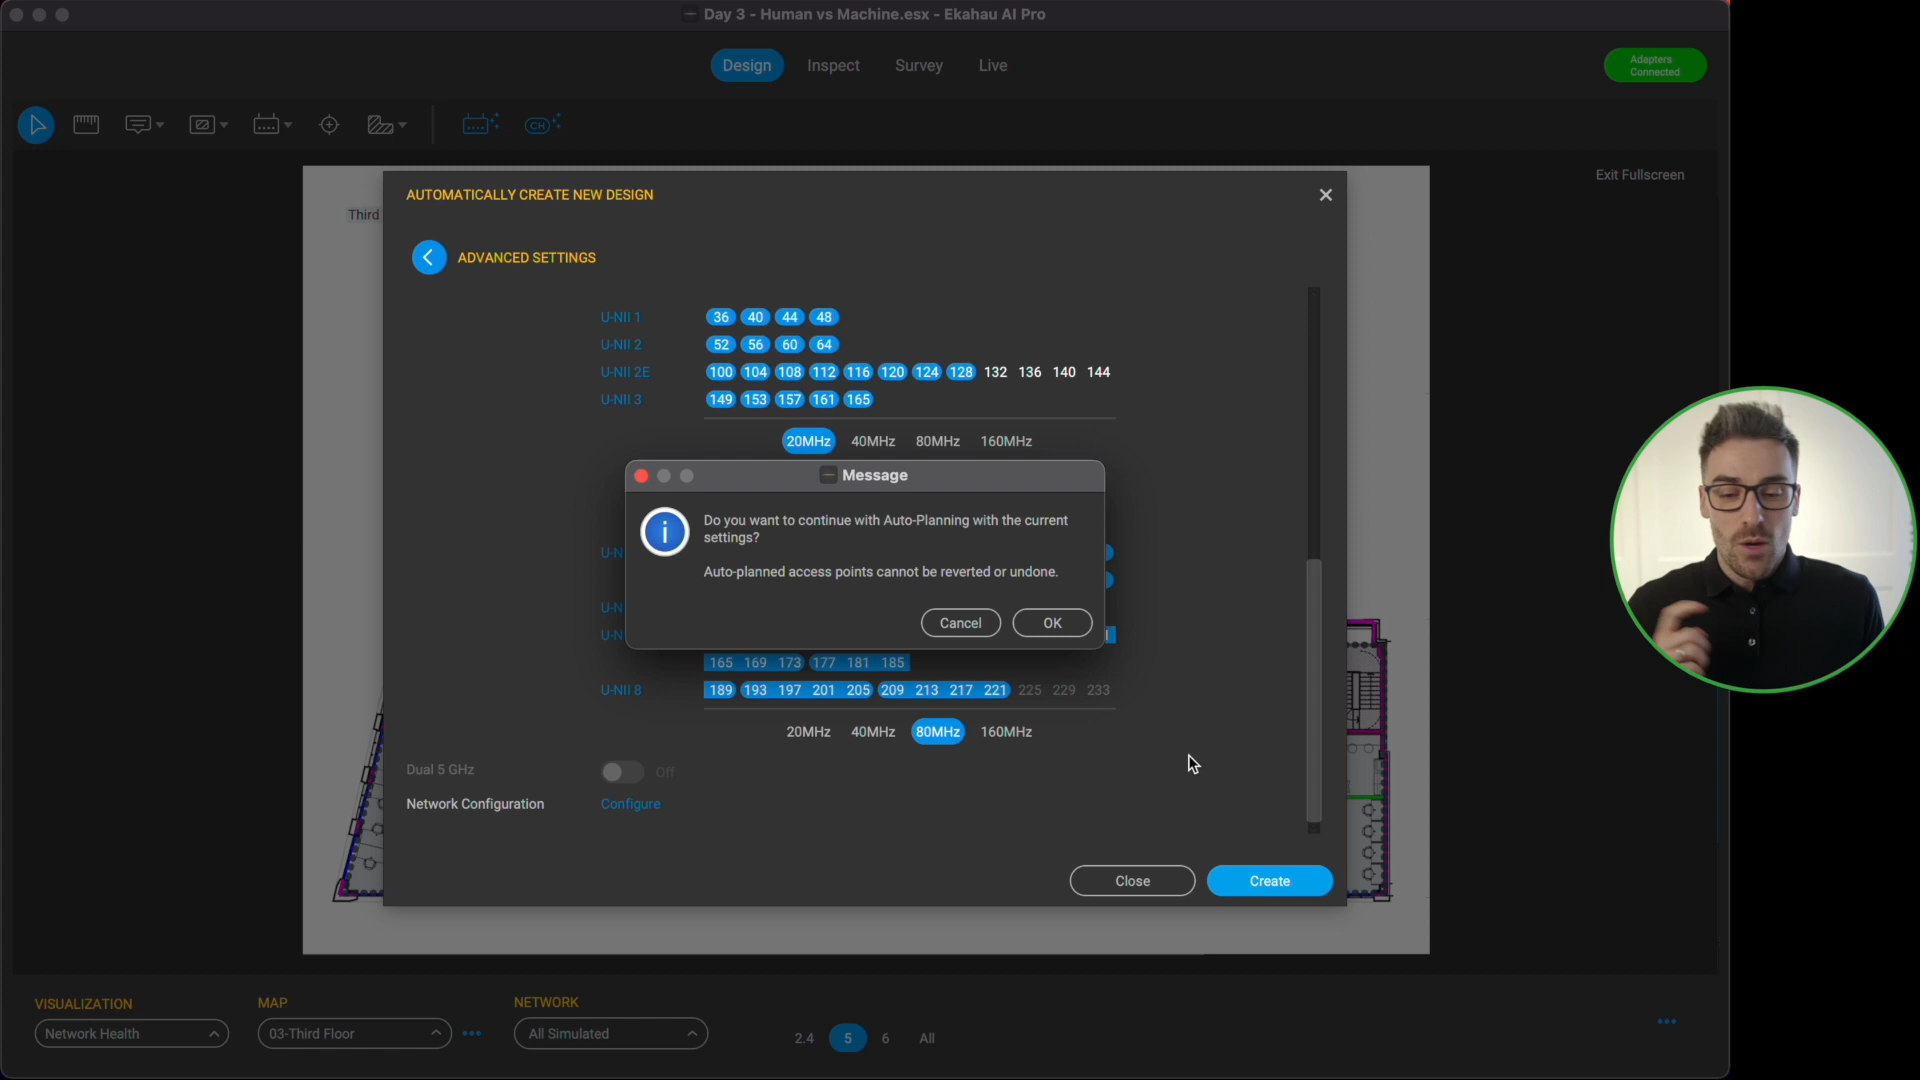 Day 3 - Human vs Machine.esx - Ekahau AI Pro
Design Inspect Survey Live
Adapters
Connected
CH
Exit Fullscreen
AUTOMATICALLY CREATE NEW DESIGN
Third
ADVANCED SETTINGS
U-NII 1 36 40 44 48
U-NII 2 52 56 60 64
U-NII 2E 100 104 108 112 116 120 124 128 132 136 140 144
U-NII 3 149 153 157 161 165
20MHz 40MHz 80MHz 160MHz
Message
Do you want to continue with Auto-Planning with the current
settings?
Auto-planned access points cannot be reverted or undone.
Cancel OK
U-N
U-N
U-N
165 169 173 177 181 185
U-NII 8 189 193 197 201 205 209 213 217 221 225 229 233
20MHz 40MHz 80MHz 160MHz
Dual 5 GHz Off
Network Configuration Configure
Close Create
VISUALIZATION MAP NETWORK
Network Health 03-Third Floor All Simulated 2.4 5 6 All